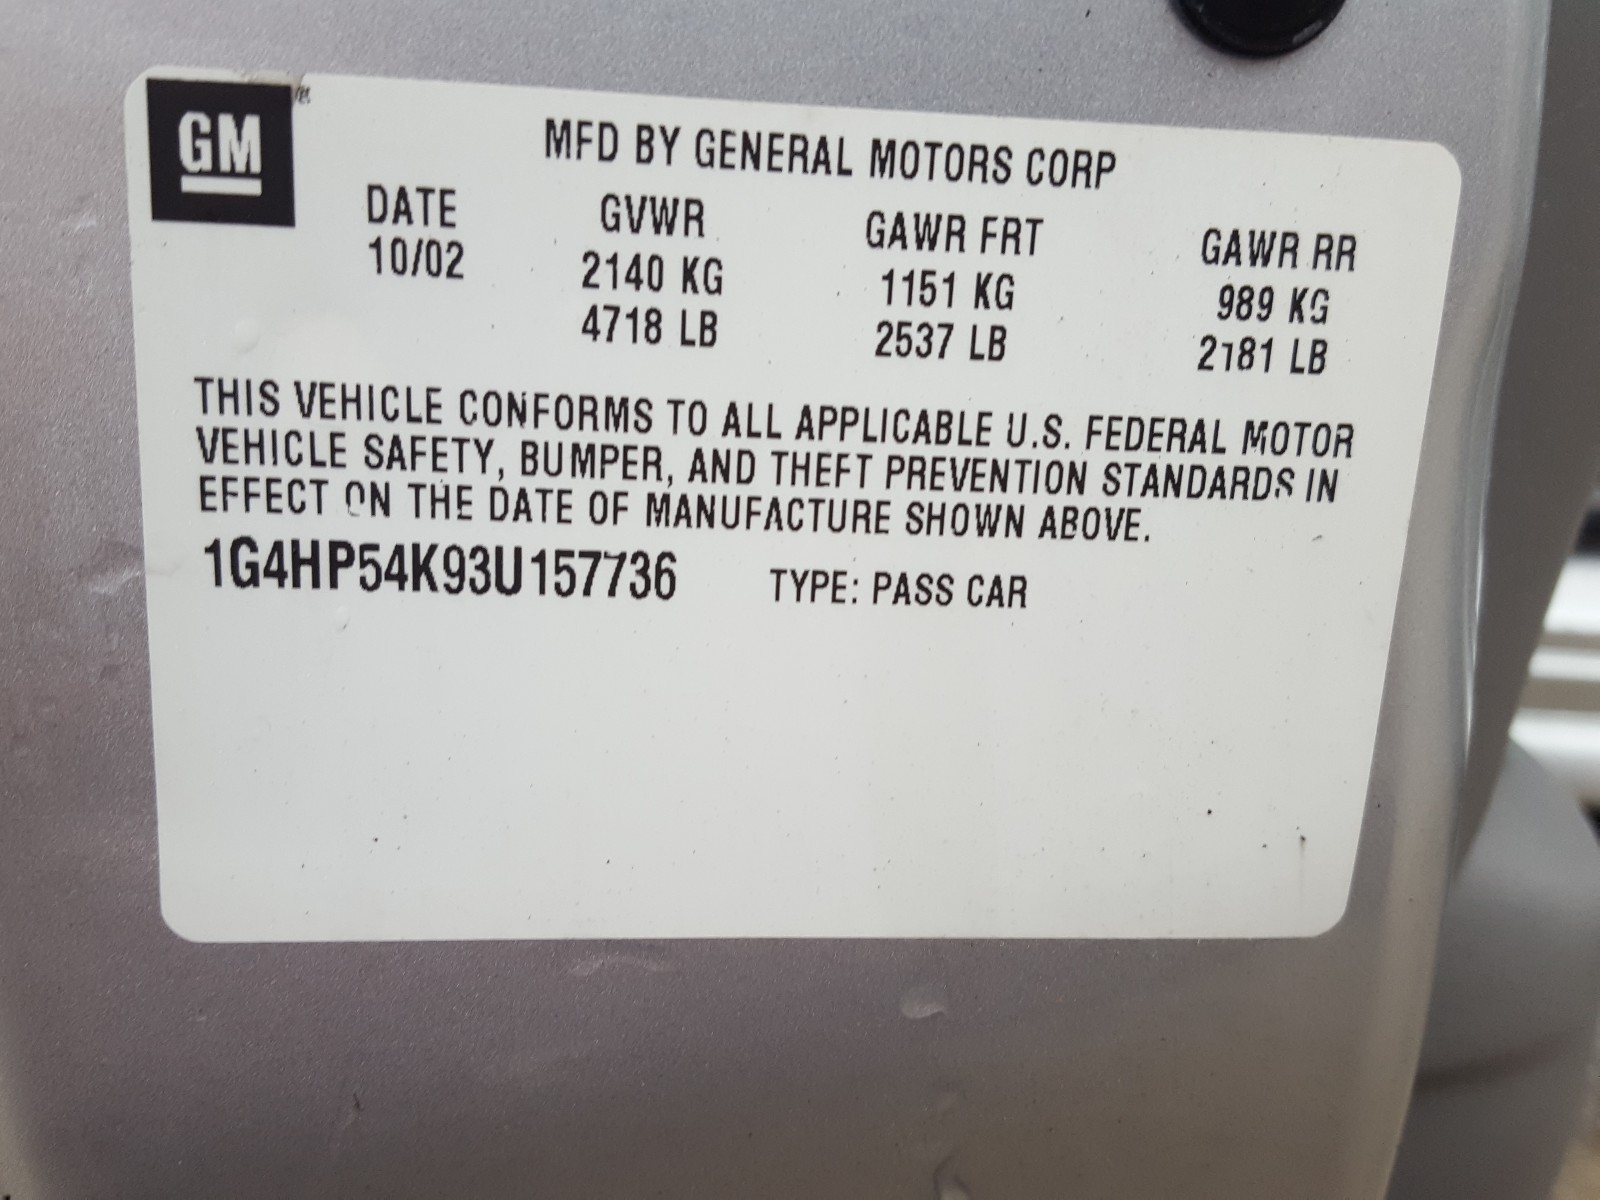 GM
MFD BY GENERAL MOTORS CORP
DATE GVWR GAWR FRT GAWR RR
10/02 2140 KG 1151 KG 989 KG
4718 LB 2537 LB 2181 LB
THIS VEHICLE CONFORMS TO ALL APPLICABLE U.S. FEDERAL MOTOR
VEHICLE SAFETY, BUMPER, AND THEFT PREVENTION STANDARDS IN
EFFECT ON THE DATE OF MANUFACTURE SHOWN ABOVE.
1G4HP54K93U157736 TYPE: PASS CAR